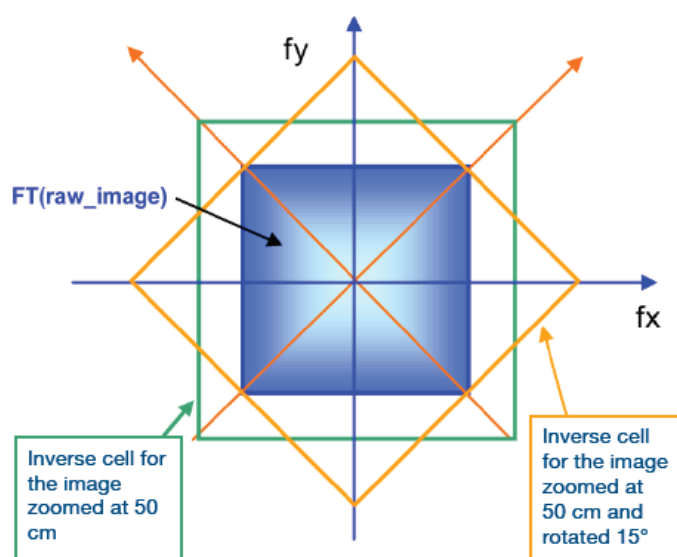 fy
FT(raw_image)
fx
Inverse cell for
the image
zoomed at 50
cm
Inverse cell
for the image
zoomed at
50 cm and
rotated 15°